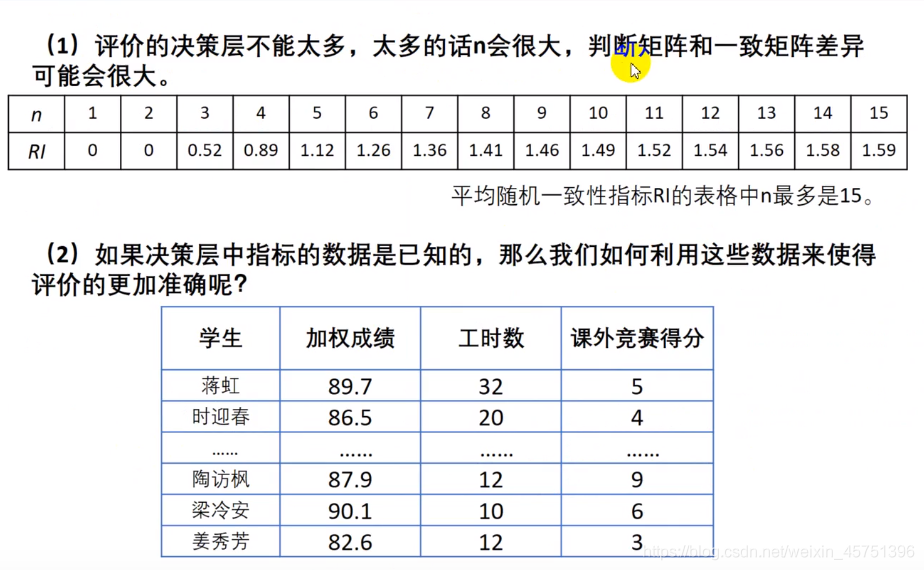 （1）评价的决策层不能太多，太多的话n会很大，判断矩阵和一致矩阵差异
可能会很大。
n 1 2 3 4 5 6 7 8 9 10 11 12 13 14 15
RI 0 0 0.52 0.89 1.12 1.26 1.36 1.41 1.46 1.49 1.52 1.54 1.56 1.58 1.59
平均随机一致性指标RI的表格中n最多是15。
（2）如果决策层中指标的数据是已知的，那么我们如何利用这些数据来使得
评价的更加准确呢？
学生 加权成绩 工时数 课外竞赛得分
蒋虹 89.7 32 5
时迎春 86.5 20 4
…… …… …… ……
陶访枫 87.9 12 9
梁冷安 90.1 10 6
姜秀芳 82.6 12 3
https://blog.csdn.net/weixin_45751396